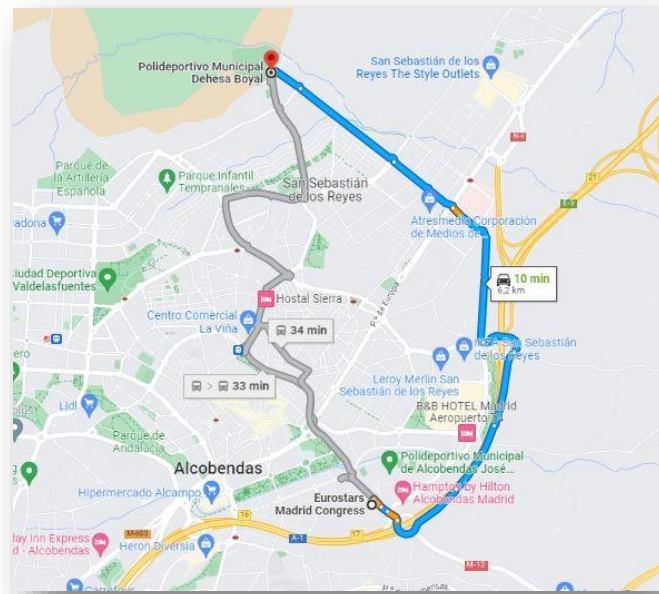 Polideportivo Municipal
Dehesa Boyal
San Sebastián de los
Reyes The Style Outlets
N-I
Parque de
la Artillería
Española
Parque Infantil
Tempranales
San Sebastián
de los Reyes
21
E-5
Atresmedia Corporación
de Medios de
adona
Ciudad Deportiva
Valdelasfuentes
10 min
6,2 km
Hostal Sierra
P.º de Europa
Centro Comercial
La Viña
34 min
IKEA San Sebastián
de los Reyes
33 min
Leroy Merlin San
Sebastián de los Reyes
B&B HOTEL Madrid
Aeropuerto T4
Lidl
Parque de
Andalucía
Alcobendas
Polideportivo Municipal
de Alcobendas José...
Hipermercado Alcampo
Eurostars
Madrid Congress
Hampton by Hilton
Alcobendas Madrid
M-603
16
A-1
17
lay Inn Express
d - Alcobendas
Heron Diversia
M-12